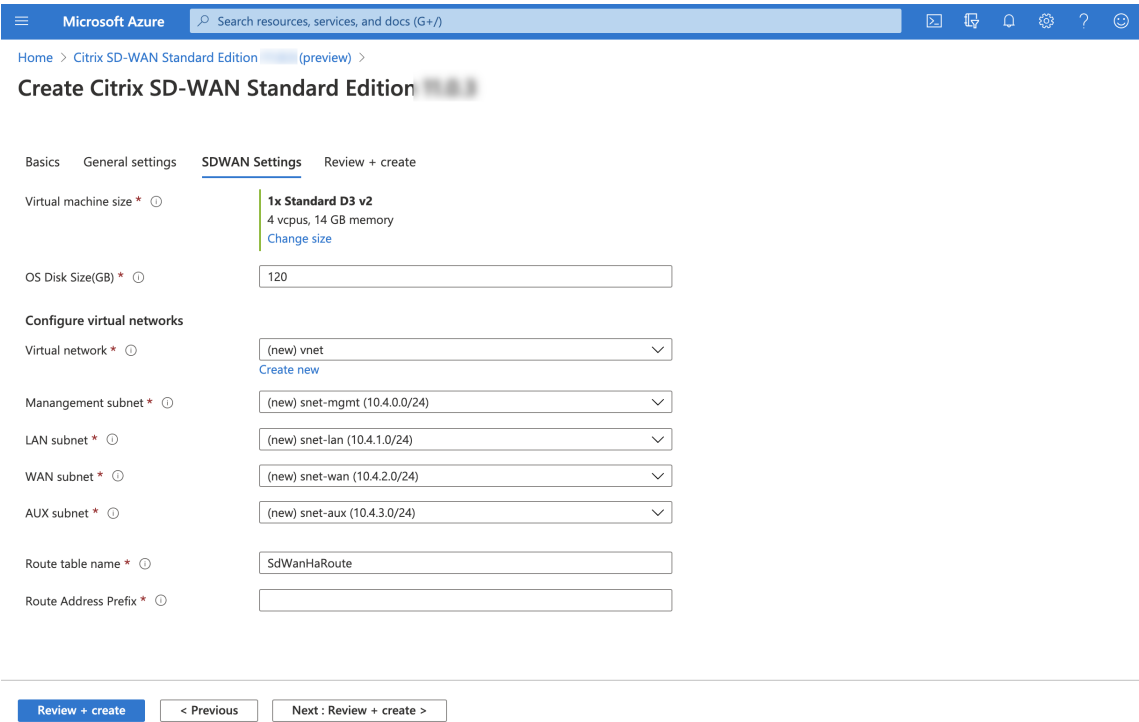 Microsoft Azure
Search resources, services, and docs (G+/)
Home > Citrix SD-WAN Standard Edition (preview) >
Create Citrix SD-WAN Standard Edition
Basics General settings SDWAN Settings Review + create
Virtual machine size *
1x Standard D3 v2
4 vcpus, 14 GB memory
Change size
OS Disk Size(GB) * 120
Configure virtual networks
Virtual network * (new) vnet
Create new
Manangement subnet * (new) snet-mgmt (10.4.0.0/24)
LAN subnet * (new) snet-lan (10.4.1.0/24)
WAN subnet * (new) snet-wan (10.4.2.0/24)
AUX subnet * (new) snet-aux (10.4.3.0/24)
Route table name * SdWanHaRoute
Route Address Prefix *
Review + create < Previous Next : Review + create >